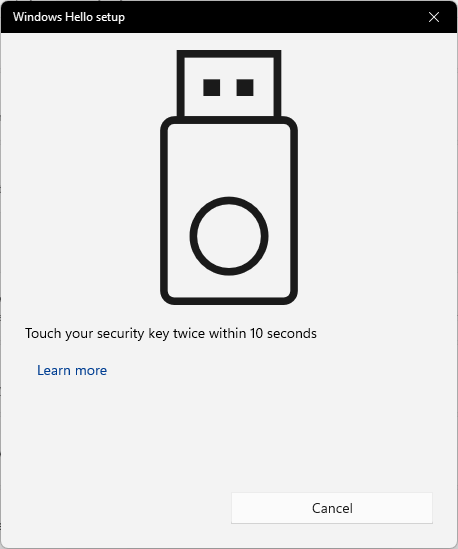 Windows Hello setup
Touch your security key twice within 10 seconds
Learn more
Cancel